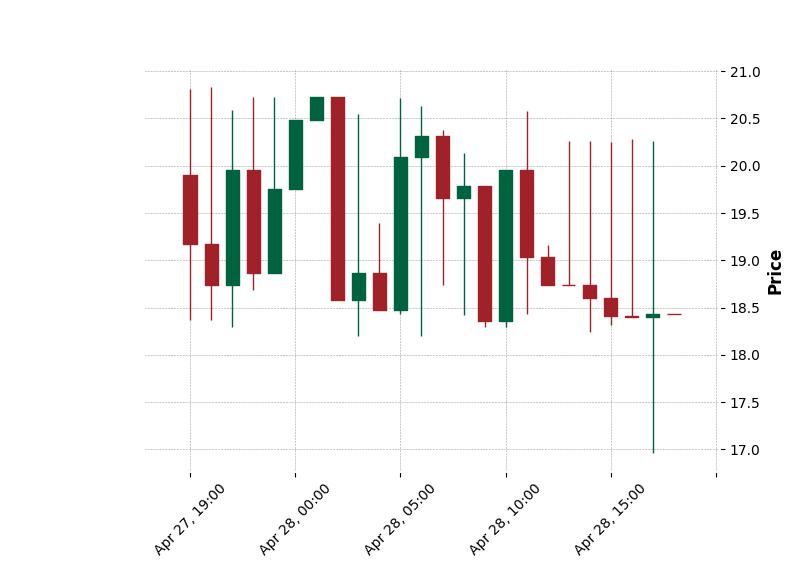 21.0
20.5
20.0
19.5
19.0
18.5
18.0
17.5
17.0
Price
Apr 27, 19:00
Apr 28, 00:00
Apr 28, 05:00
Apr 28, 10:00
Apr 28, 15:00